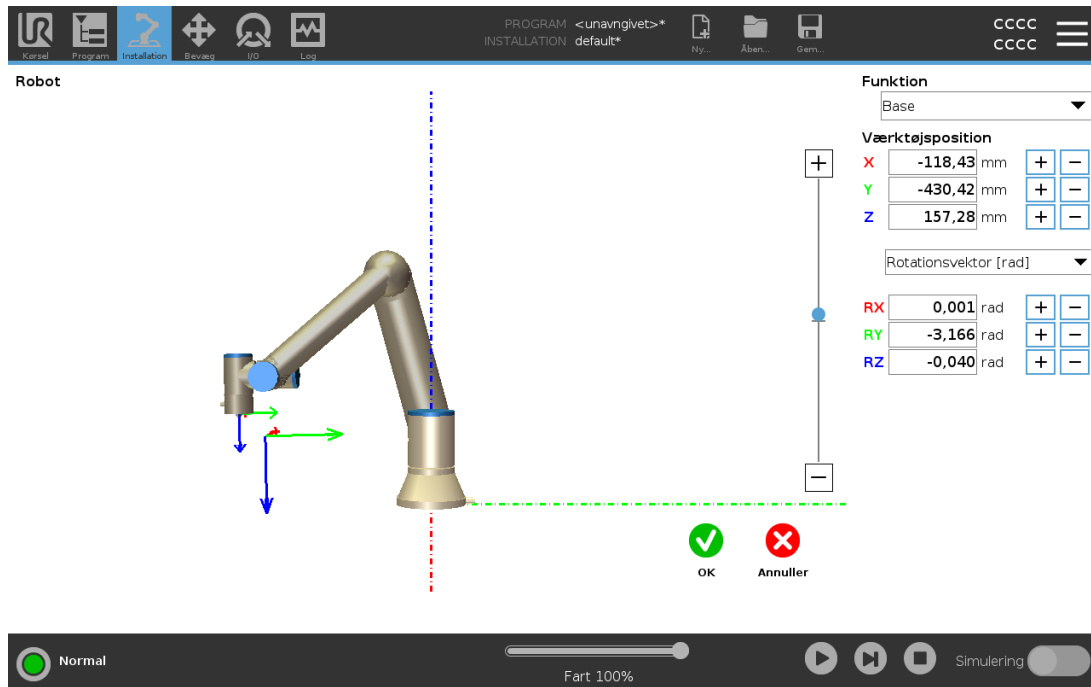 PROGRAM <unavngivet>*
INSTALLATION default*
CCCC
CCCC
UR
Kørsel
Program
Installation
Bevæg
I/O
Log
Ny...
Åben...
Gem...
Robot
Funktion
Base
Værktøjsposition
X -118,43 mm + −
Y -430,42 mm + −
Z 157,28 mm + −
Rotationsvektor [rad]
RX 0,001 rad + −
RY -3,166 rad + −
RZ -0,040 rad + −
+
−
OK
Annuller
Normal
Fart 100%
Simulering